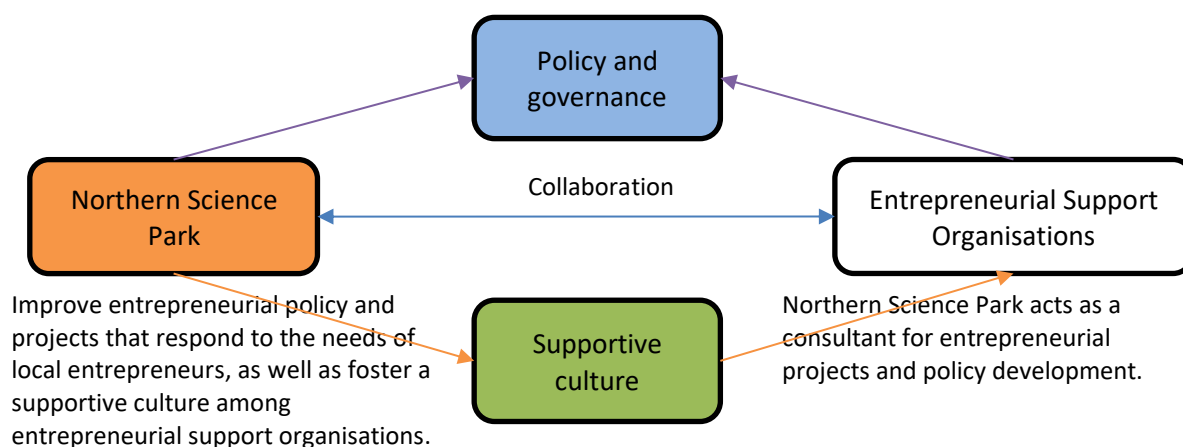 Policy and
governance
Northern Science
Park
Collaboration
Entrepreneurial Support
Organisations
Improve entrepreneurial policy and
projects that respond to the needs of
local entrepreneurs, as well as foster a
supportive culture among
entrepreneurial support organisations.
Supportive
culture
Northern Science Park acts as a
consultant for entrepreneurial
projects and policy development.